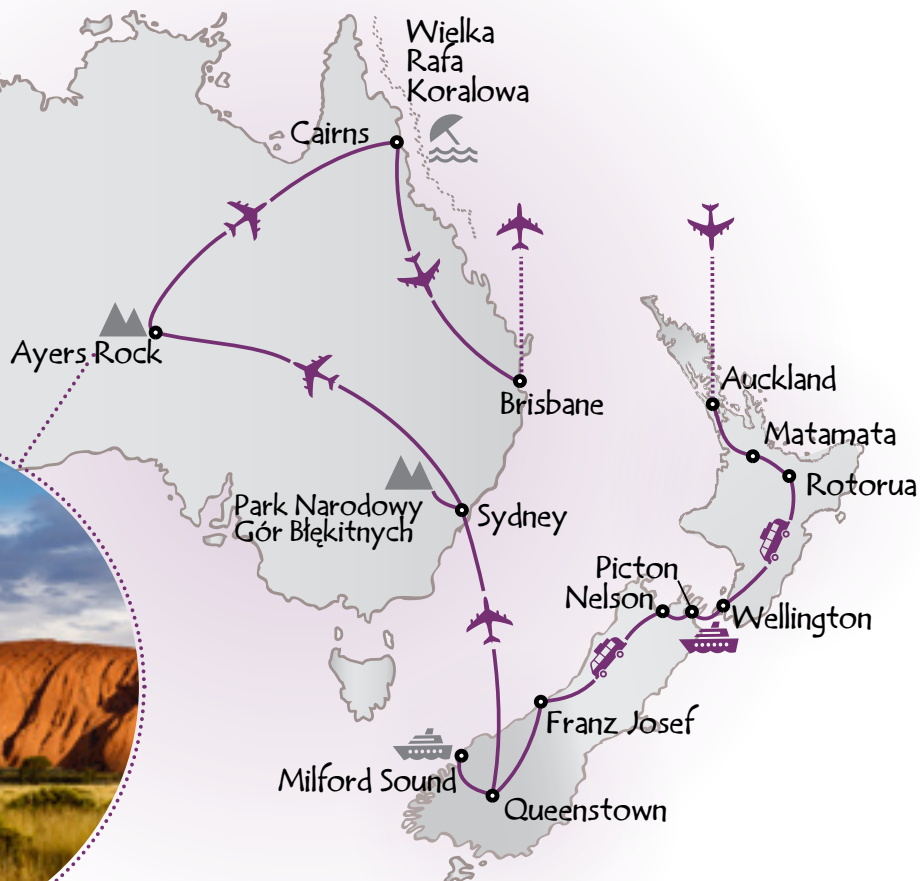 Wielka
Rafa
Koralowa
Cairns
Ayers Rock
Brisbane
Auckland
Matamata
Rotorua
Park Narodowy
Gór Błękitnych
Sydney
Picton
Nelson
Wellington
Franz Josef
Milford Sound
Queenstown